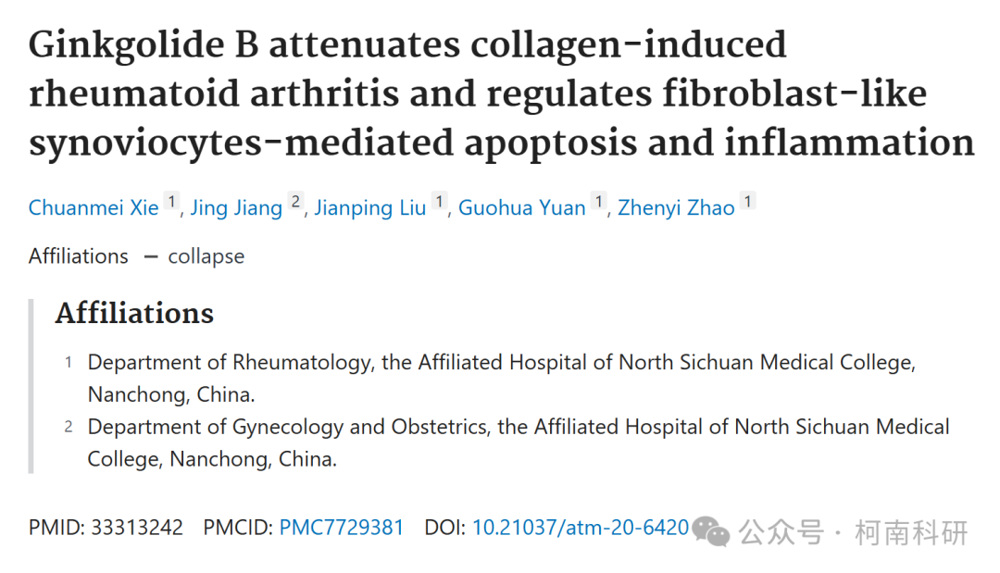 Ginkgolide B attenuates collagen-induced
rheumatoid arthritis and regulates fibroblast-like
synoviocytes-mediated apoptosis and inflammation
Chuanmei Xie 1, Jing Jiang 2, Jianping Liu 1, Guohua Yuan 1, Zhenyi Zhao 1
Affiliations – collapse
Affiliations
1 Department of Rheumatology, the Affiliated Hospital of North Sichuan Medical College,
Nanchong, China.
2 Department of Gynecology and Obstetrics, the Affiliated Hospital of North Sichuan Medical
College, Nanchong, China.
PMID: 33313242 PMCID: PMC7729381 DOI: 10.21037/atm-20-6420 公众号 · 柯南科研